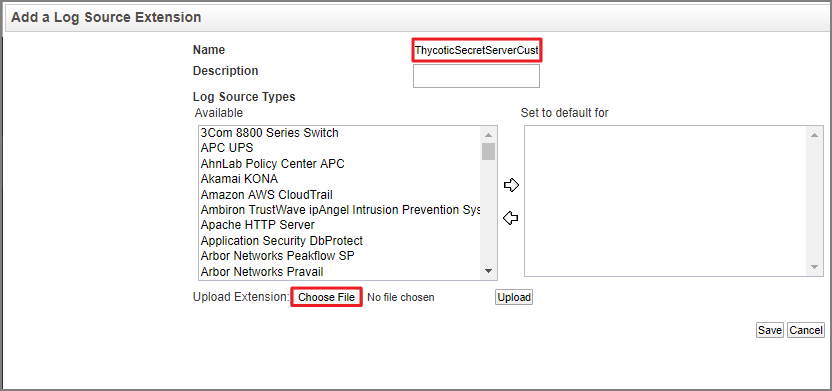 Add a Log Source Extension
Name ThycoticSecretServerCust
Description
Log Source Types
Available Set to default for
3Com 8800 Series Switch
APC UPS
AhnLab Policy Center APC
Akamai KONA
Amazon AWS CloudTrail
Ambiron TrustWave ipAngel Intrusion Prevention Sys
Apache HTTP Server
Application Security DbProtect
Arbor Networks Peakflow SP
Arbor Networks Pravail
Upload Extension: Choose File No file chosen Upload
Save Cancel